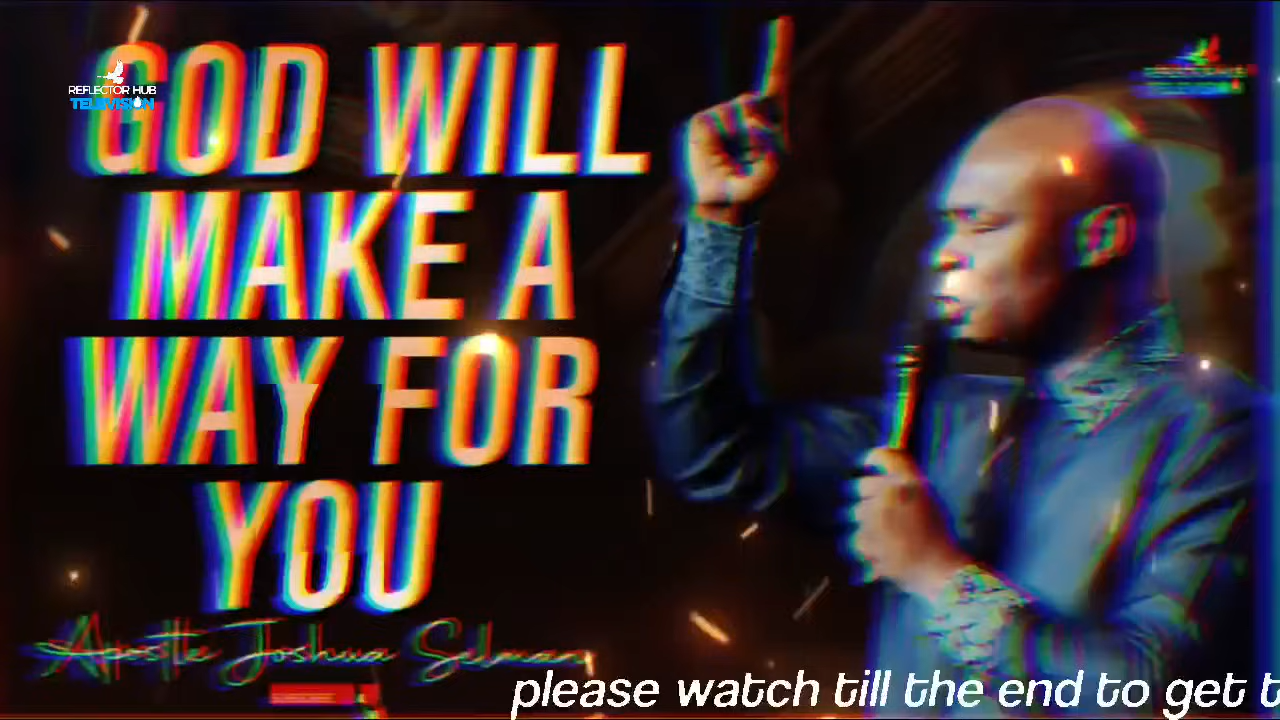 REFLECTOR HUB
TELEVISION
GOD WILL
MAKE A
WAY FOR
YOU
Apostle Joshua Selman
please watch till the end to get t